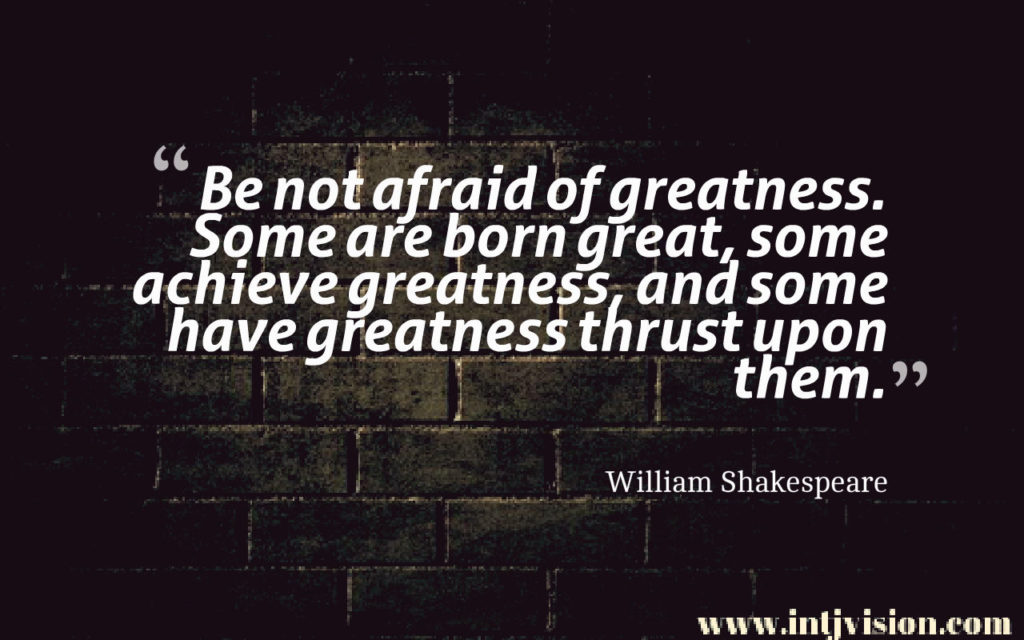 “Be not afraid of greatness.
Some are born great, some
achieve greatness, and some
have greatness thrust upon
them.”
William Shakespeare
www.intjvision.com